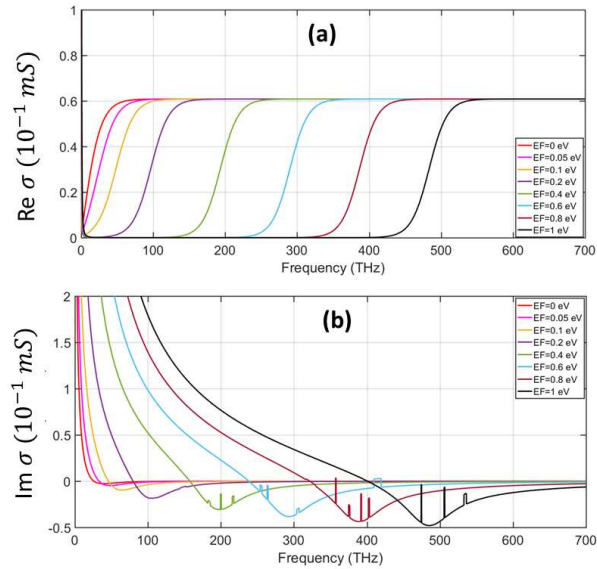 (a)
Re σ (10⁻¹ mS)
1
0.8
0.6
0.4
0.2
0
EF=0 eV
EF=0.05 eV
EF=0.1 eV
EF=0.2 eV
EF=0.4 eV
EF=0.6 eV
EF=0.8 eV
EF=1 eV
0 100 200 300 400 500 600 700
Frequency (THz)
(b)
Im σ (10⁻¹ mS)
2
1.5
1
0.5
0
-0.5
EF=0 eV
EF=0.05 eV
EF=0.1 eV
EF=0.2 eV
EF=0.4 eV
EF=0.6 eV
EF=0.8 eV
EF=1 eV
0 100 200 300 400 500 600 700
Frequency (THz)